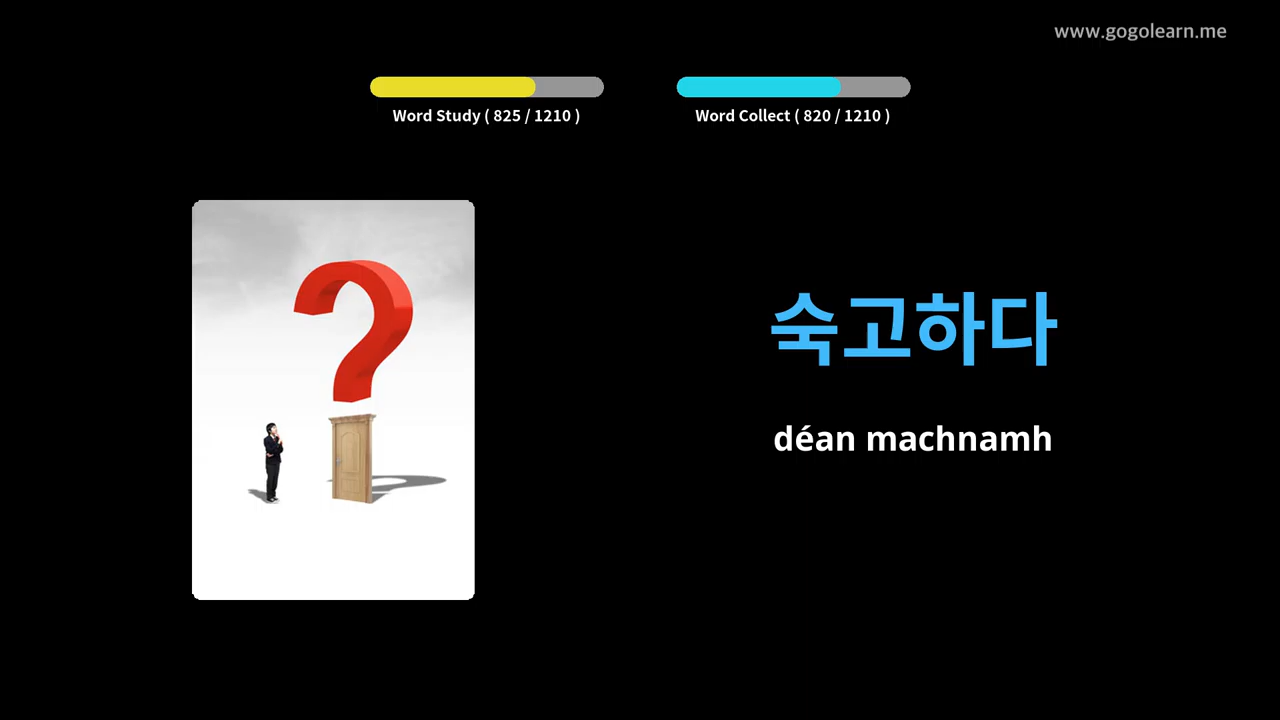 www.gogolearn.me
Word Study ( 825 / 1210 )
Word Collect ( 820 / 1210 )
숙고하다
déan machnamh